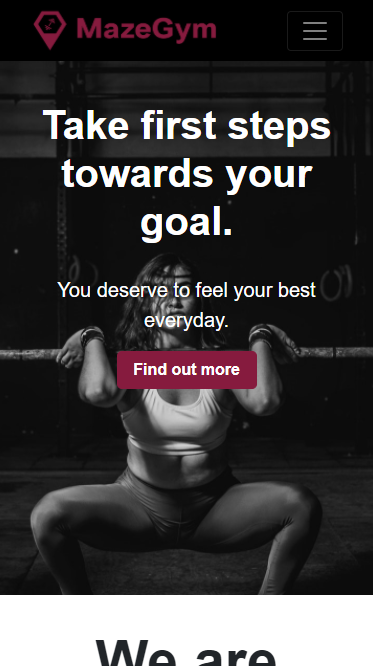 MazeGym
Take first steps
towards your
goal.
You deserve to feel your best
everyday.
Find out more
We are